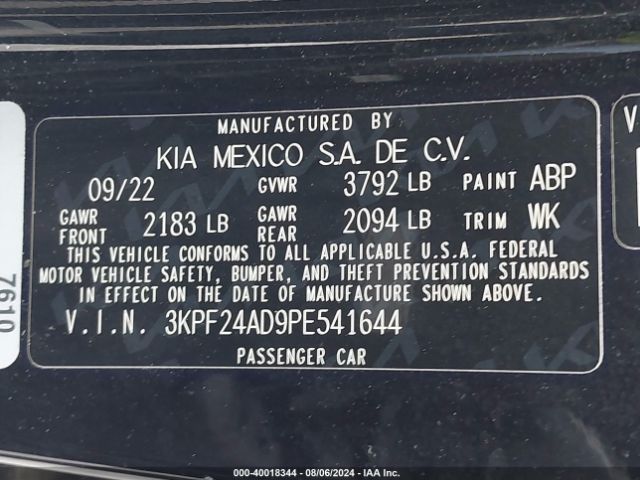 MANUFACTURED BY
KIA MEXICO S.A. DE C.V.
09/22 GVWR 3792 LB PAINT ABP
GAWR FRONT 2183 LB GAWR REAR 2094 LB TRIM WK
THIS VEHICLE CONFORMS TO ALL APPLICABLE U.S.A. FEDERAL
MOTOR VEHICLE SAFETY, BUMPER, AND THEFT PREVENTION STANDARDS
IN EFFECT ON THE DATE OF MANUFACTURE SHOWN ABOVE.
V.I.N. 3KPF24AD9PE541644
PASSENGER CAR
7610
V
000-40018344 - 08/06/2024 - IAA Inc.